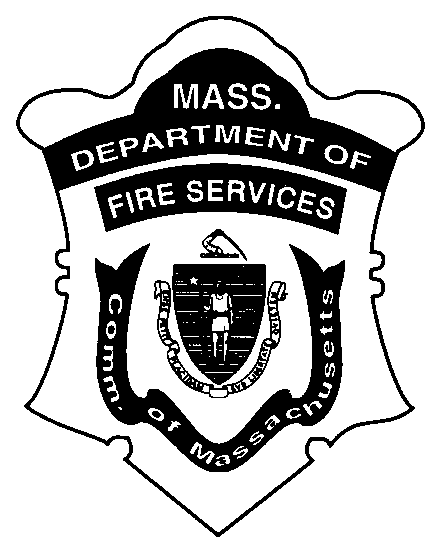 MASS.
DEPARTMENT OF
FIRE SERVICES
Comm. of Massachusetts